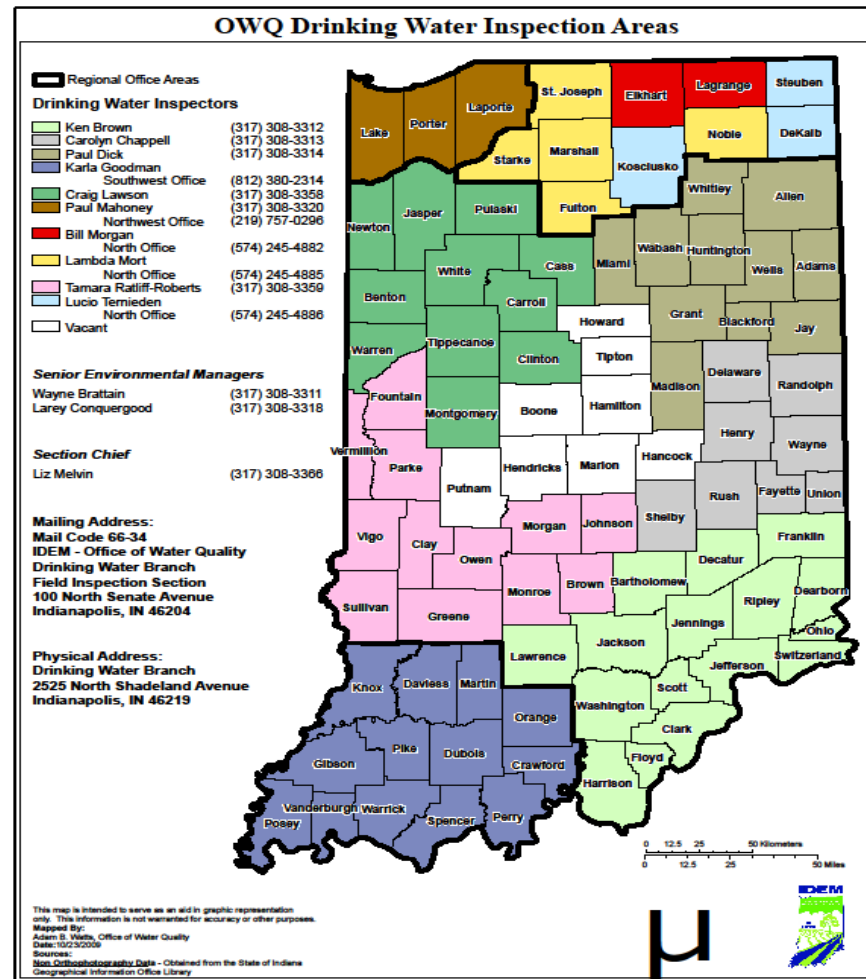 OWQ Drinking Water Inspection Areas
Regional Office Areas
Drinking Water Inspectors
Ken Brown (317) 308-3312
Carolyn Chappell (317) 308-3313
Paul Dick (317) 308-3314
Karla Goodman
Southwest Office (812) 380-2314
Craig Lawson (317) 308-3358
Paul Mahoney (317) 308-3320
Northwest Office (219) 757-0296
Bill Morgan
North Office (574) 245-4882
Lambda Mort
North Office (574) 245-4885
Tamara Ratliff-Roberts (317) 308-3359
Lucio Ternieden
North Office (574) 245-4886
Vacant
Senior Environmental Managers
Wayne Brattain (317) 308-3311
Larey Conquergood (317) 308-3318
Section Chief
Liz Melvin (317) 308-3366
Mailing Address:
Mail Code 66-34
IDEM - Office of Water Quality
Drinking Water Branch
Field Inspection Section
100 North Senate Avenue
Indianapolis, IN 46204
Physical Address:
Drinking Water Branch
2525 North Shadeland Avenue
Indianapolis, IN 46219
Lake
Porter
Laporte
St. Joseph
Elkhart
Lagrange
Steuben
Noble
DeKalb
Starke
Marshall
Kosciusko
Fulton
Whitley
Allen
Newton
Jasper
Pulaski
White
Cass
Miami
Wabash
Huntington
Wells
Adams
Benton
Carroll
Howard
Grant
Blackford
Jay
Warren
Tippecanoe
Clinton
Tipton
Madison
Delaware
Randolph
Fountain
Montgomery
Boone
Hamilton
Henry
Wayne
Vermillion
Parke
Putnam
Hendricks
Marion
Hancock
Rush
Fayette
Union
Shelby
Vigo
Clay
Owen
Morgan
Johnson
Franklin
Decatur
Sullivan
Greene
Monroe
Brown
Bartholomew
Dearborn
Ripley
Jennings
Ohio
Lawrence
Jackson
Jefferson
Switzerland
Knox
Daviess
Martin
Orange
Washington
Scott
Clark
Gibson
Pike
Dubois
Crawford
Floyd
Harrison
Posey
Vanderburgh
Warrick
Spencer
Perry
0 12.5 25 50 Kilometers
0 12.5 25 50 Miles
This map is intended to serve as an aid in graphic representation
only. This information is not warranted for accuracy or other purposes.
Mapped By:
Adam B. Watts, Office of Water Quality
Date:10/23/2009
Sources:
Non Orthophotography Data - Obtained from the State of Indiana
Geographical Information Office Library
µ
IDEM